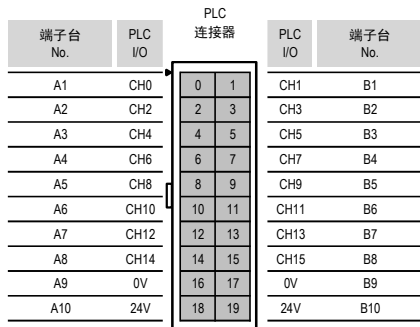 PLC
连接器
端子台 No. PLC I/O PLC I/O 端子台 No.
A1 CH0 0 1 CH1 B1
A2 CH2 2 3 CH3 B2
A3 CH4 4 5 CH5 B3
A4 CH6 6 7 CH7 B4
A5 CH8 8 9 CH9 B5
A6 CH10 10 11 CH11 B6
A7 CH12 12 13 CH13 B7
A8 CH14 14 15 CH15 B8
A9 0V 16 17 0V B9
A10 24V 18 19 24V B10